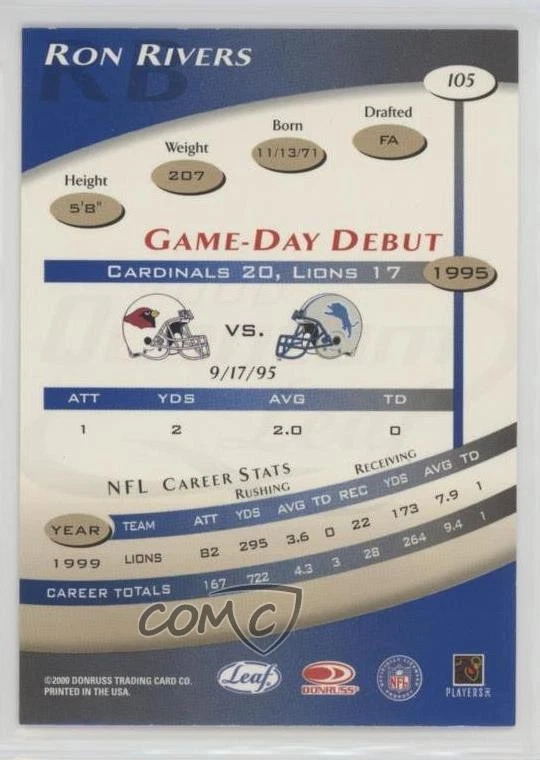 RON RIVERS
RB
105
Height
5'8"
Weight
207
Born
11/13/71
Drafted
FA
GAME-DAY DEBUT
CARDINALS 20, LIONS 17
1995
VS.
9/17/95
ATT YDS AVG TD
1 2 2.0 0
NFL CAREER STATS
RUSHING RECEIVING
YEAR TEAM ATT YDS AVG TD REC YDS AVG TD
1999 LIONS 82 295 3.6 0 22 173 7.9 1
CAREER TOTALS 167 722 4.3 3 28 264 9.4 1
COMC
©2000 DONRUSS TRADING CARD CO.
PRINTED IN THE USA.
Leaf
DONRUSS
NFL
PLAYERS INC